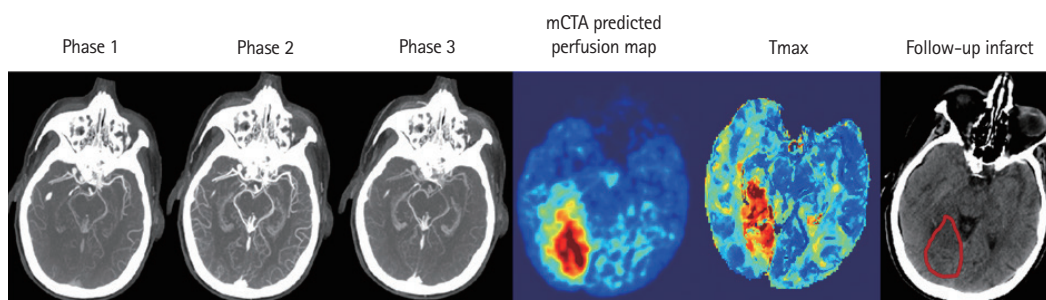 Phase 1
Phase 2
Phase 3
mCTA predicted
perfusion map
Tmax
Follow-up infarct